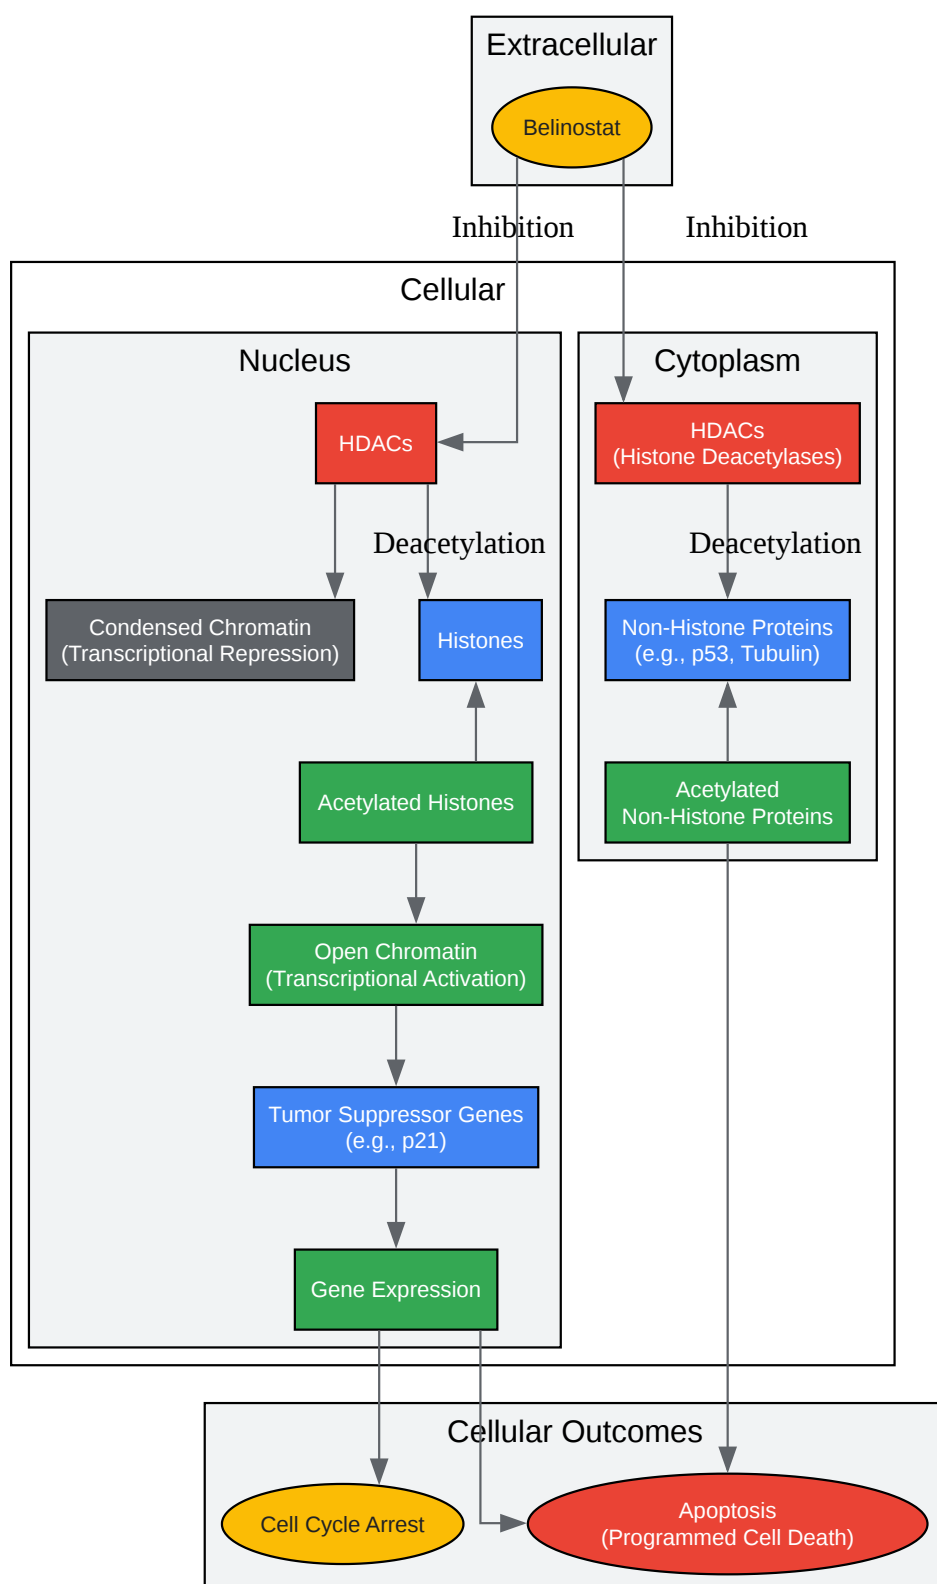 Extracellular
Belinostat
Inhibition
Inhibition
Cellular
Nucleus
Cytoplasm
HDACs
HDACs
(Histone Deacetylases)
Deacetylation
Deacetylation
Condensed Chromatin
(Transcriptional Repression)
Histones
Non-Histone Proteins
(e.g., p53, Tubulin)
Acetylated Histones
Acetylated
Non-Histone Proteins
Open Chromatin
(Transcriptional Activation)
Tumor Suppressor Genes
(e.g., p21)
Gene Expression
Cellular Outcomes
Cell Cycle Arrest
Apoptosis
(Programmed Cell Death)